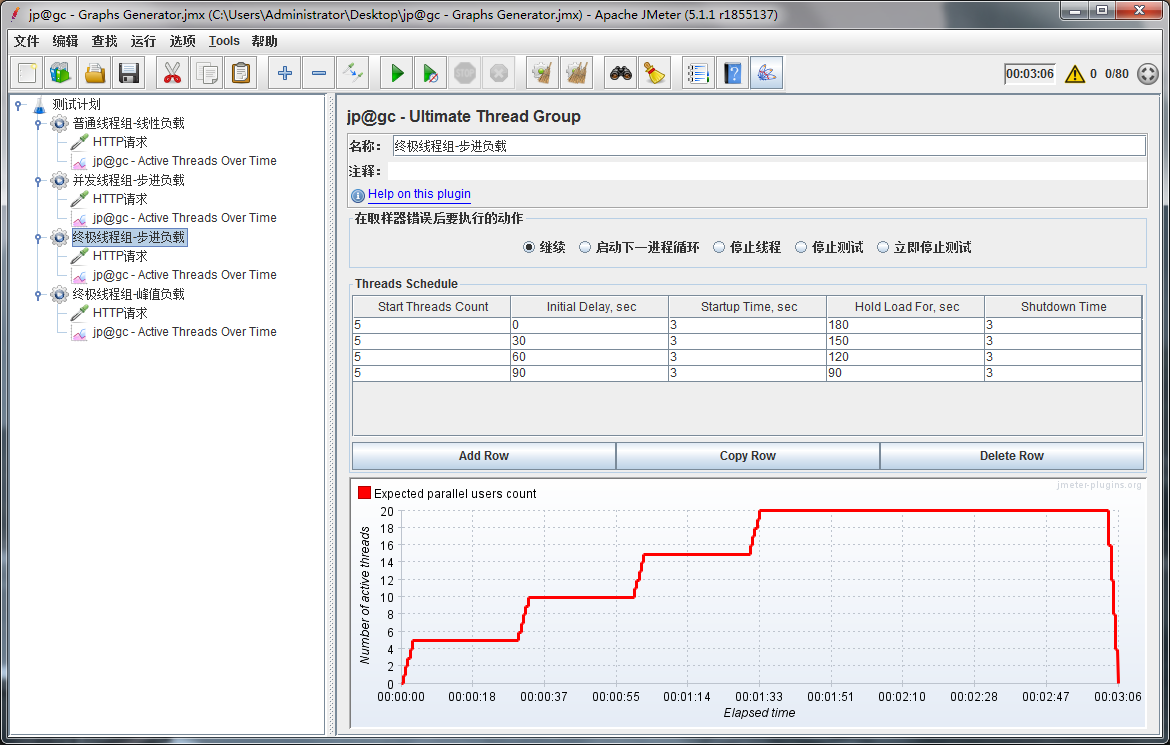 jp@gc - Graphs Generator.jmx (C:\Users\Administrator\Desktop\jp@gc - Graphs Generator.jmx) - Apache JMeter (5.1.1 r1855137)
文件 编辑 查找 运行 选项 Tools 帮助
STOP 00:03:06 0 0/80
测试计划
普通线程组-线性负载
HTTP请求
jp@gc - Active Threads Over Time
并发线程组-步进负载
HTTP请求
jp@gc - Active Threads Over Time
终极线程组-步进负载
HTTP请求
jp@gc - Active Threads Over Time
终极线程组-峰值负载
HTTP请求
jp@gc - Active Threads Over Time
jp@gc - Ultimate Thread Group
名称： 终极线程组-步进负载
注释：
Help on this plugin
在取样器错误后要执行的动作
继续 启动下一进程循环 停止线程 停止测试 立即停止测试
Threads Schedule
Start Threads Count Initial Delay, sec Startup Time, sec Hold Load For, sec Shutdown Time
5 0 3 180 3
5 30 3 150 3
5 60 3 120 3
5 90 3 90 3
Add Row Copy Row Delete Row
jmeter-plugins.org
Expected parallel users count
Number of active threads
20
18
16
14
12
10
8
6
4
2
0
00:00:00 00:00:18 00:00:37 00:00:55 00:01:14 00:01:33 00:01:51 00:02:10 00:02:28 00:02:47 00:03:06
Elapsed time